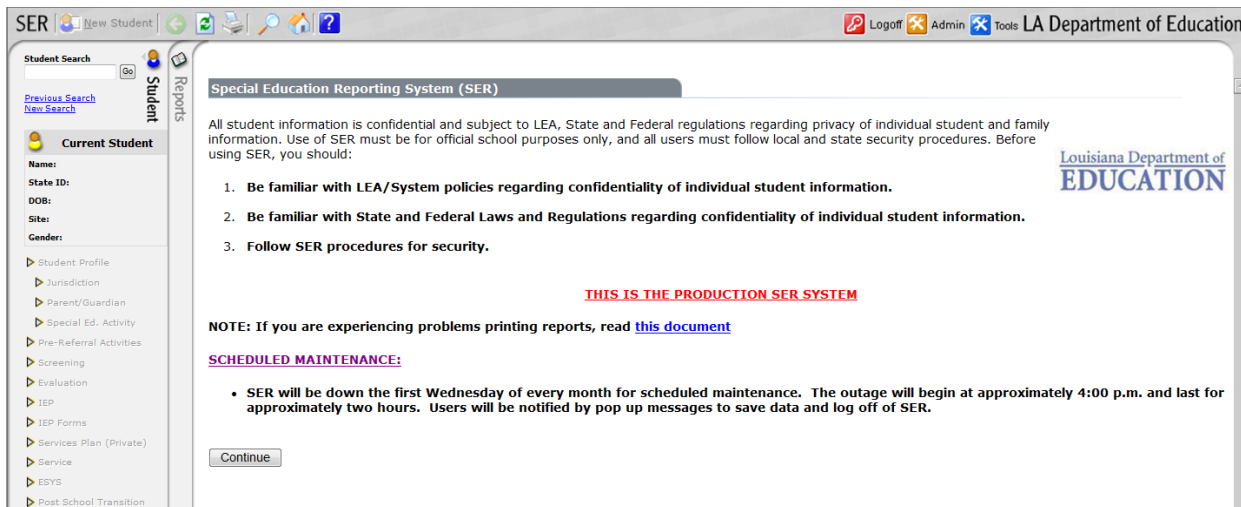 SER New Student Logoff Admin Tools LA Department of Education
Student Search
Go
Previous Search
New Search
Student
Reports
Current Student
Name:
State ID:
DOB:
Site:
Gender:
Student Profile
Jurisdiction
Parent/Guardian
Special Ed. Activity
Pre-Referral Activities
Screening
Evaluation
IEP
IEP Forms
Services Plan (Private)
Service
ESYS
Post School Transition
Special Education Reporting System (SER)
All student information is confidential and subject to LEA, State and Federal regulations regarding privacy of individual student and family
information. Use of SER must be for official school purposes only, and all users must follow local and state security procedures. Before
using SER, you should:
Louisiana Department of
EDUCATION
1. Be familiar with LEA/System policies regarding confidentiality of individual student information.
2. Be familiar with State and Federal Laws and Regulations regarding confidentiality of individual student information.
3. Follow SER procedures for security.
THIS IS THE PRODUCTION SER SYSTEM
NOTE: If you are experiencing problems printing reports, read this document
SCHEDULED MAINTENANCE:
• SER will be down the first Wednesday of every month for scheduled maintenance. The outage will begin at approximately 4:00 p.m. and last for
approximately two hours. Users will be notified by pop up messages to save data and log off of SER.
Continue